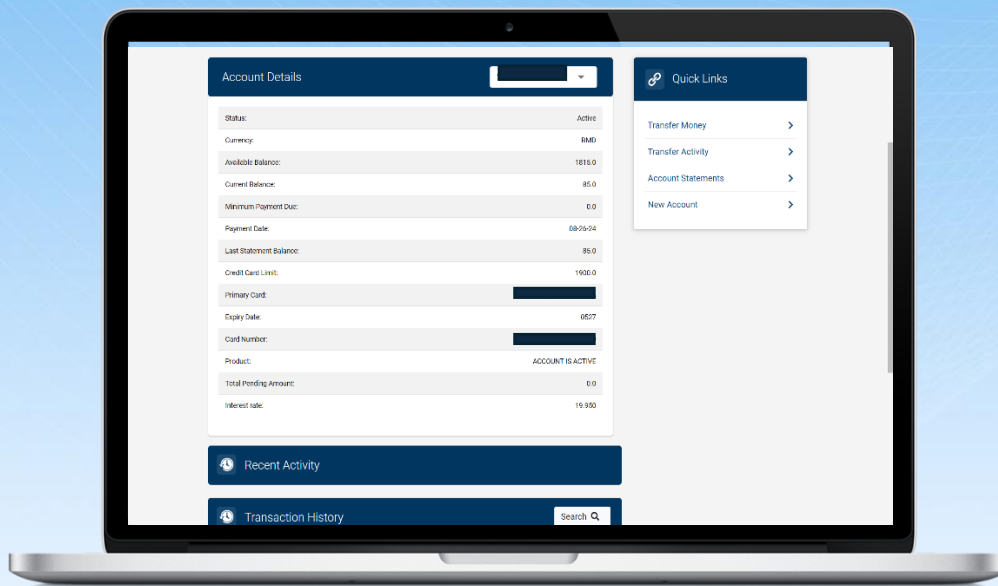 Account Details
Status: Active
Currency: BMD
Available Balance: 1815.0
Current Balance: 85.0
Minimum Payment Due: 0.0
Payment Date: 08-26-24
Last Statement Balance: 85.0
Credit Card Limit: 1900.0
Primary Card:
Expiry Date: 0527
Card Number:
Product: ACCOUNT IS ACTIVE
Total Pending Amount: 0.0
Interest rate: 19.950
Recent Activity
Transaction History Search
Quick Links
Transfer Money
Transfer Activity
Account Statements
New Account